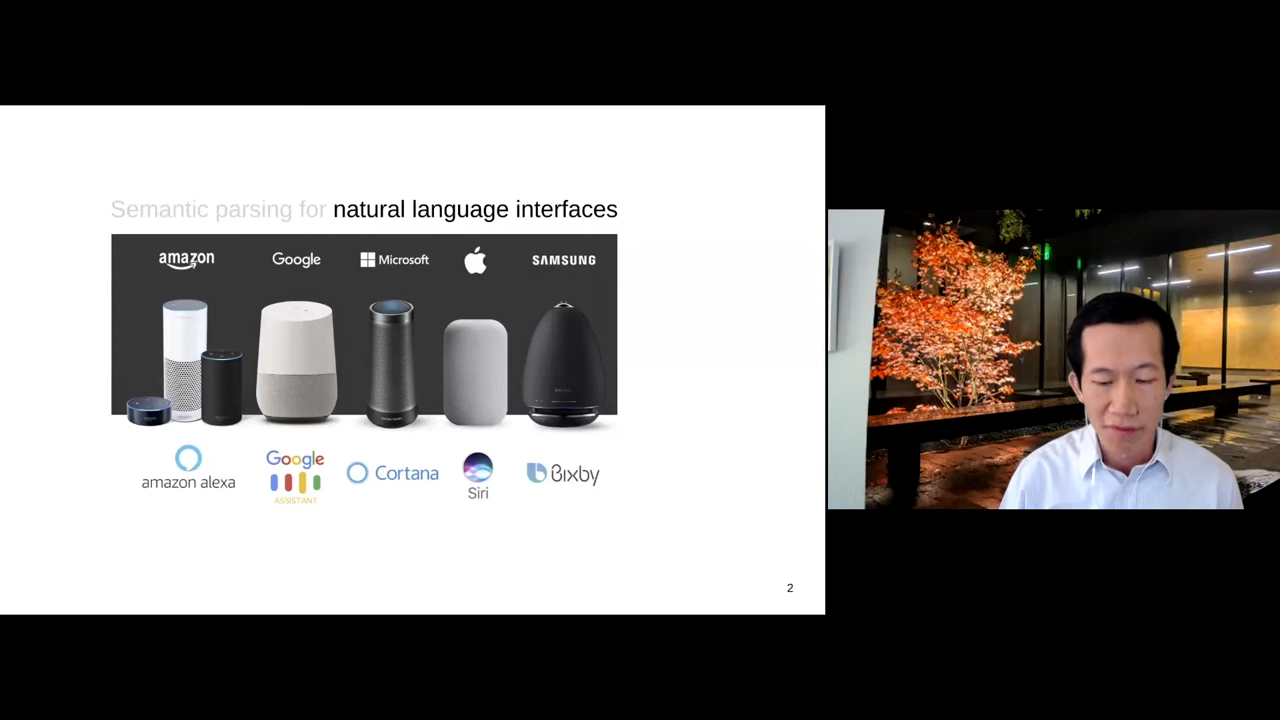 Semantic parsing for natural language interfaces
amazon Google Microsoft SAMSUNG
amazon alexa
Google
ASSISTANT
Cortana
Siri
Bixby
2